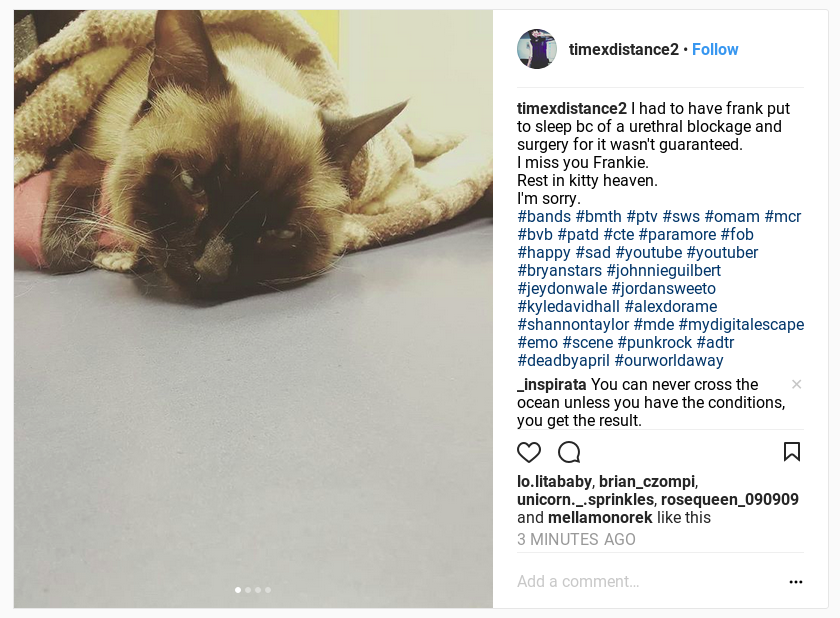 timexdistance2 • Follow
timexdistance2 I had to have frank put
to sleep bc of a urethral blockage and
surgery for it wasn't guaranteed.
I miss you Frankie.
Rest in kitty heaven.
I'm sorry.
#bands #bmth #ptv #sws #omam #mcr
#bvb #patd #cte #paramore #fob
#happy #sad #youtube #youtuber
#bryanstars #johnnieguilbert
#jeydonwale #jordansweeto
#kyledavidhall #alexdorame
#shannontaylor #mde #mydigitalescape
#emo #scene #punkrock #adtr
#deadbyapril #ourworldaway
_inspirata You can never cross the
ocean unless you have the conditions,
you get the result.
lo.litababy, brian_czompi,
unicorn._.sprinkles, rosequeen_090909
and mellamonorek like this
3 MINUTES AGO
Add a comment…